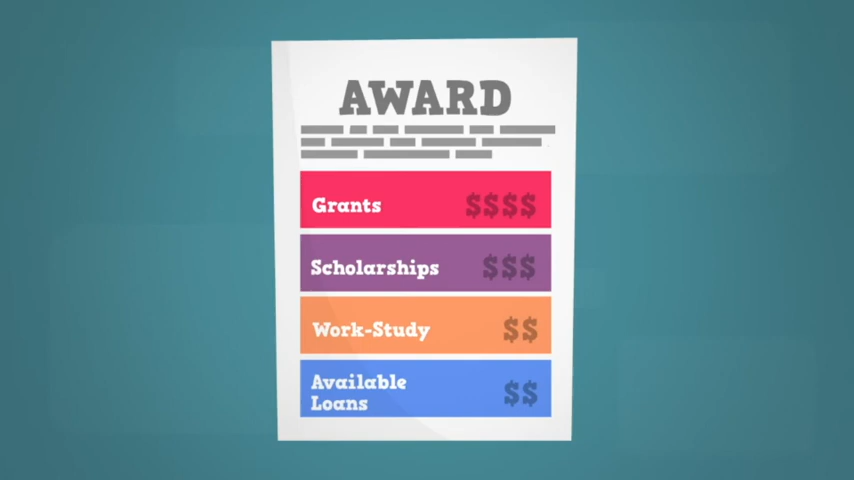 AWARD
Grants $$$$
Scholarships $$$
Work-Study $$
Available
Loans $$